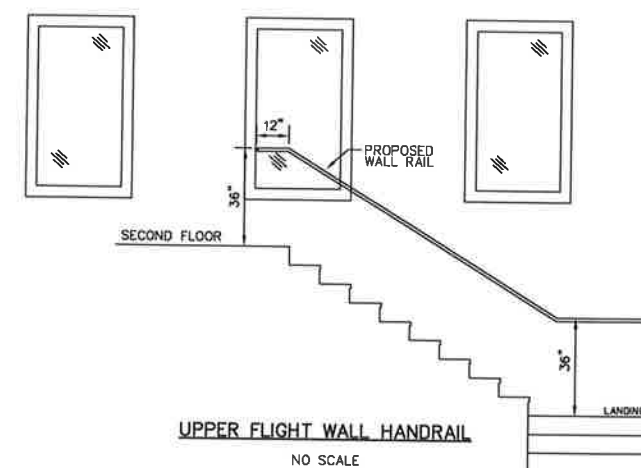 12"
PROPOSED
WALL RAIL
36"
SECOND FLOOR
36"
LANDING
UPPER FLIGHT WALL HANDRAIL
NO SCALE